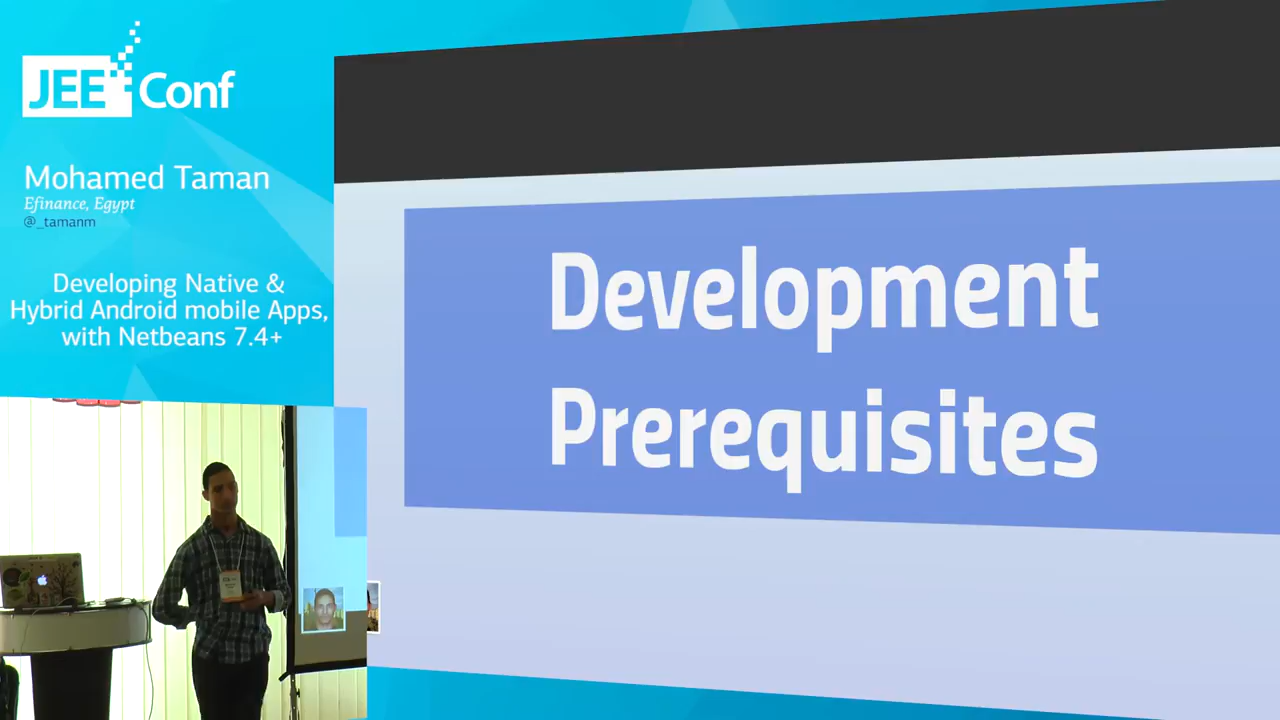 JEE Conf
Mohamed Taman
Efinance, Egypt
@_tamanm
Developing Native &
Hybrid Android mobile Apps,
with Netbeans 7.4+
Development
Prerequisites